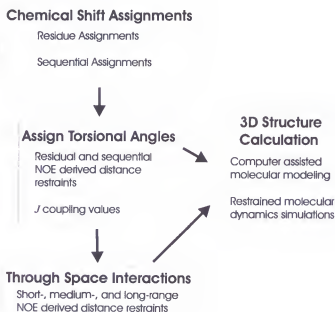 Chemical Shift Assignments
Residue Assignments
Sequential Assignments
Assign Torsional Angles
Residual and sequential
NOE derived distance
restraints
J coupling values
Through Space Interactions
Short-, medium-, and long-range
NOE derived distance restraints
3D Structure
Calculation
Computer assisted
molecular modeling
Restrained molecular
dynamics simulations